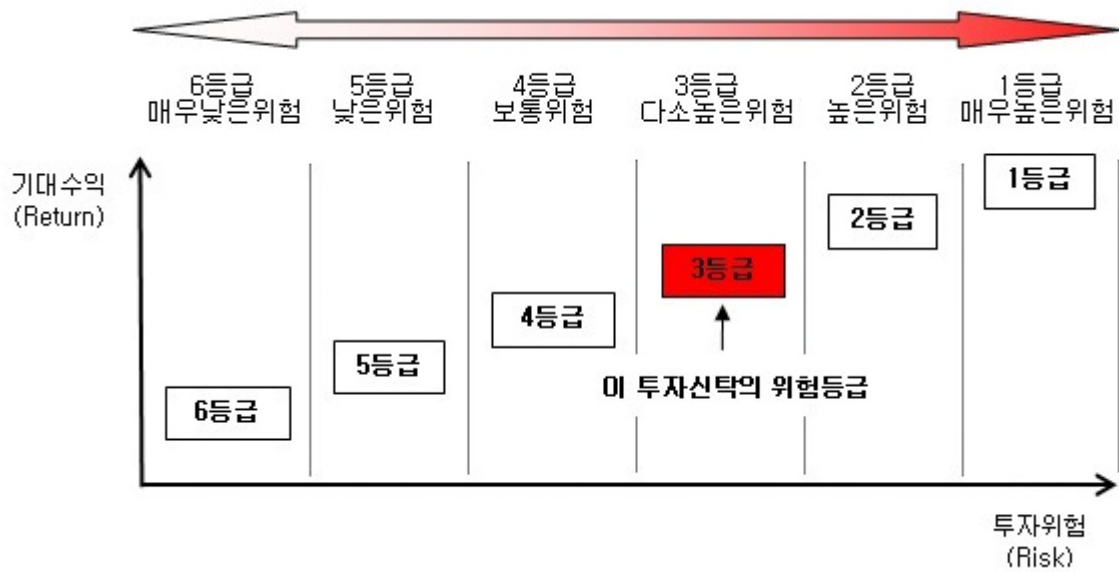 6등급 5등급 4등급 3등급 2등급 1등급
매우낮은위험 낮은위험 보통위험 다소높은위험 높은위험 매우높은위험
기대수익
(Return)
1등급
2등급
3등급
4등급
5등급
이 투자신탁의 위험등급
6등급
투자위험
(Risk)